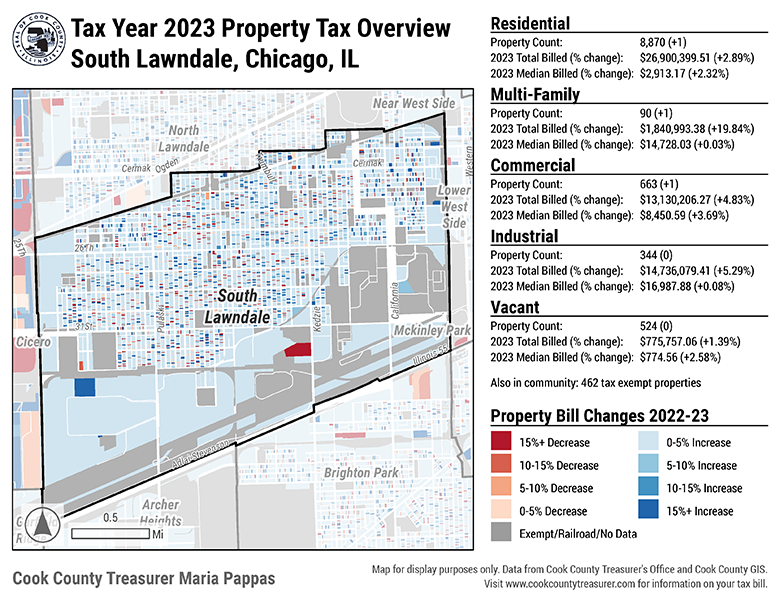 Tax Year 2023 Property Tax Overview
South Lawndale, Chicago, IL
Residential
Property Count: 8,870 (+1)
2023 Total Billed (% change): $26,900,399.51 (+2.89%)
2023 Median Billed (% change): $2,913.17 (+2.32%)
Multi-Family
Property Count: 90 (+1)
2023 Total Billed (% change): $1,840,993.38 (+19.84%)
2023 Median Billed (% change): $14,728.03 (+0.03%)
Commercial
Property Count: 663 (+1)
2023 Total Billed (% change): $13,130,206.27 (+4.83%)
2023 Median Billed (% change): $8,450.59 (+3.69%)
Industrial
Property Count: 344 (0)
2023 Total Billed (% change): $14,736,079.41 (+5.29%)
2023 Median Billed (% change): $16,987.88 (+0.08%)
Vacant
Property Count: 524 (0)
2023 Total Billed (% change): $775,757.06 (+1.39%)
2023 Median Billed (% change): $774.56 (+2.58%)
Also in community: 462 tax exempt properties
Property Bill Changes 2022-23
15%+ Decrease
10-15% Decrease
5-10% Decrease
0-5% Decrease
0-5% Increase
5-10% Increase
10-15% Increase
15%+ Increase
Exempt/Railroad/No Data
Near West Side
North
Lawndale
Cermak
Ogden
Cermak
Western
Lower
West
Side
25Th
26Th
South
Lawndale
Pulaski
Kedzie
California
31St
Cicero
McKinley Park
Illinois 55
Adlai Stevenson
Brighton Park
Archer
Heights
0.5
Mi
Cook County Treasurer Maria Pappas
Map for display purposes only. Data from Cook County Treasurer's Office and Cook County GIS.
Visit www.cookcountytreasurer.com for information on your tax bill.